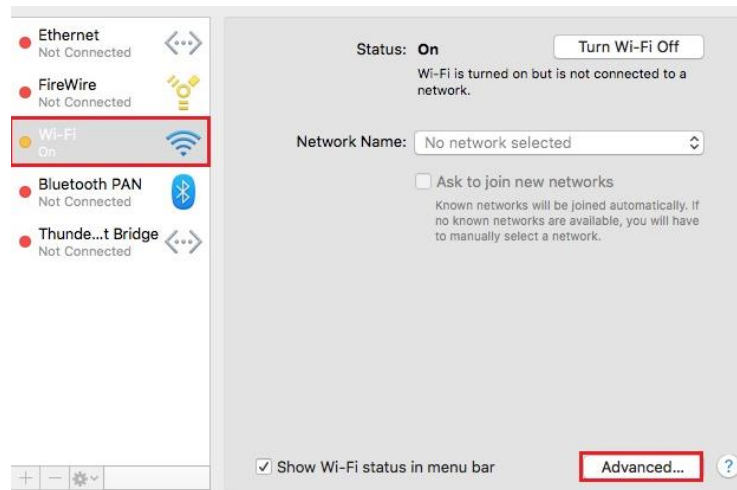 Ethernet
Not Connected
FireWire
Not Connected
Wi-Fi
On
Bluetooth PAN
Not Connected
Thunde...t Bridge
Not Connected
Status: On
Turn Wi-Fi Off
Wi-Fi is turned on but is not connected to a
network.
Network Name: No network selected
Ask to join new networks
Known networks will be joined automatically. If
no known networks are available, you will have
to manually select a network.
Show Wi-Fi status in menu bar
Advanced...
?